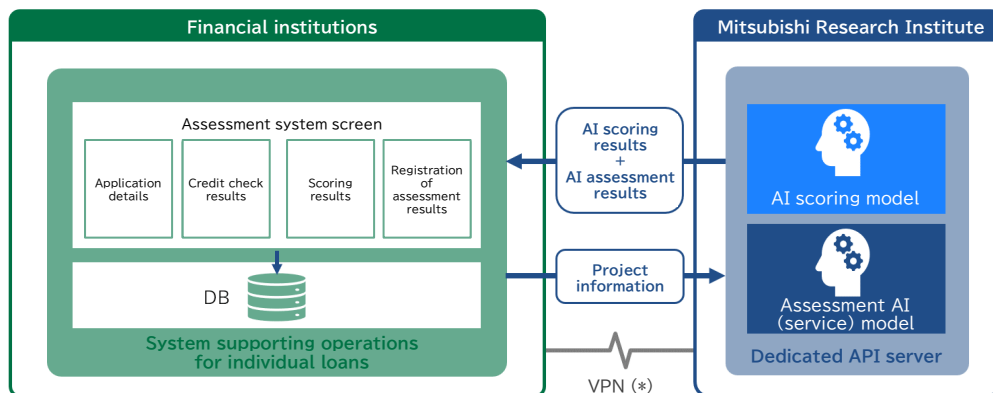 Financial institutions
Assessment system screen
Application
details
Credit check
results
Scoring
results
Registration
of
assessment
results
DB
System supporting operations
for individual loans
AI scoring
results
+
AI assessment
results
Project
information
VPN (*)
Mitsubishi Research Institute
AI scoring model
Assessment AI
(service) model
Dedicated API server